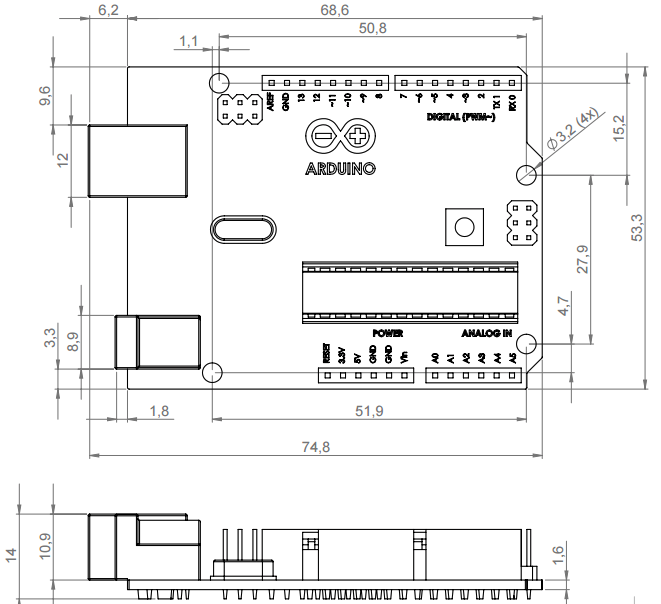 6,2
68,6
50,8
1,1
9,6
AREF
GND
13
12
~11
~10
~9
8
7
~6
~5
4
~3
2
TX 1
RX 0
DIGITAL (PWM~)
ARDUINO
Ø3,2 (4x)
15,2
12
53,3
27,9
4,7
POWER
ANALOG IN
RESET
3.3V
5V
GND
GND
Vin
A0
A1
A2
A3
A4
A5
3,3
8,9
1,8
51,9
74,8
14
10,9
1,6